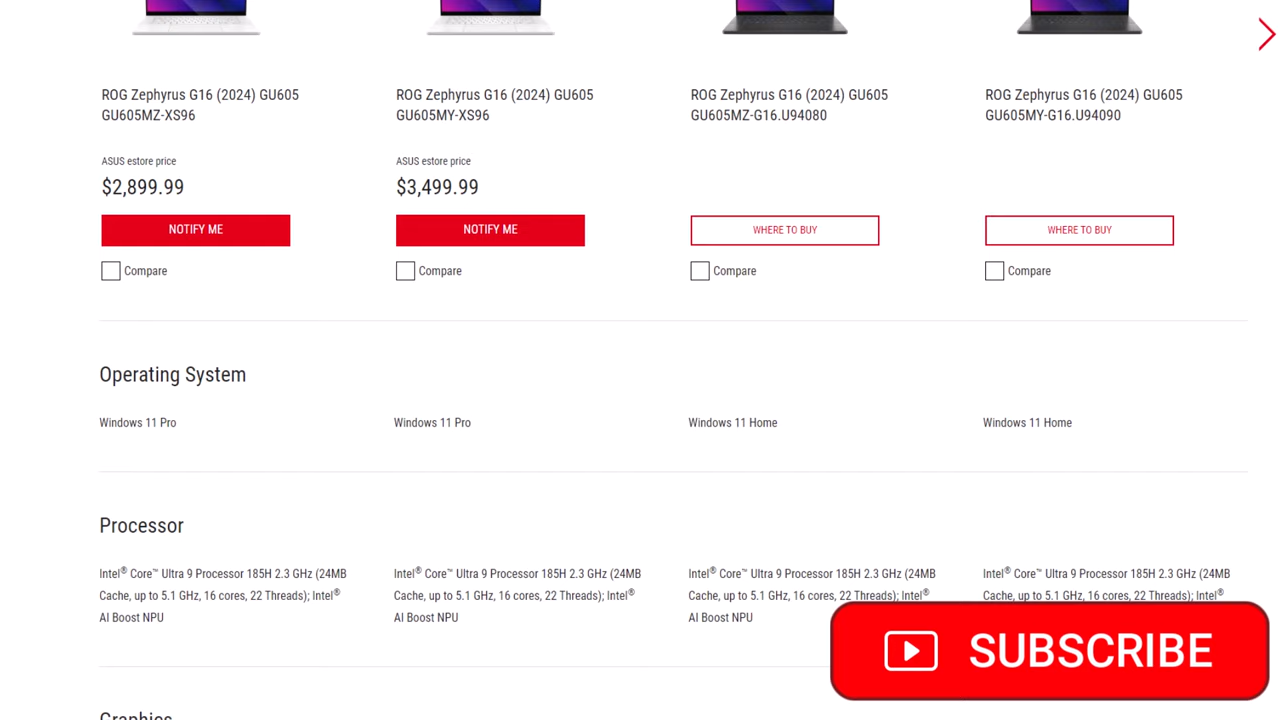 ROG Zephyrus G16 (2024) GU605
GU605MZ-XS96
ROG Zephyrus G16 (2024) GU605
GU605MY-XS96
ROG Zephyrus G16 (2024) GU605
GU605MZ-G16.U94080
ROG Zephyrus G16 (2024) GU605
GU605MY-G16.U94090
ASUS estore price
$2,899.99
ASUS estore price
$3,499.99
NOTIFY ME
NOTIFY ME
WHERE TO BUY
WHERE TO BUY
Compare
Compare
Compare
Compare
Operating System
Windows 11 Pro
Windows 11 Pro
Windows 11 Home
Windows 11 Home
Processor
Intel® Core™ Ultra 9 Processor 185H 2.3 GHz (24MB
Cache, up to 5.1 GHz, 16 cores, 22 Threads); Intel®
AI Boost NPU
Intel® Core™ Ultra 9 Processor 185H 2.3 GHz (24MB
Cache, up to 5.1 GHz, 16 cores, 22 Threads); Intel®
AI Boost NPU
Intel® Core™ Ultra 9 Processor 185H 2.3 GHz (24MB
Cache, up to 5.1 GHz, 16 cores, 22 Threads); Intel®
AI Boost NPU
Intel® Core™ Ultra 9 Processor 185H 2.3 GHz (24MB
Cache, up to 5.1 GHz, 16 cores, 22 Threads); Intel®
SUBSCRIBE
Graphics